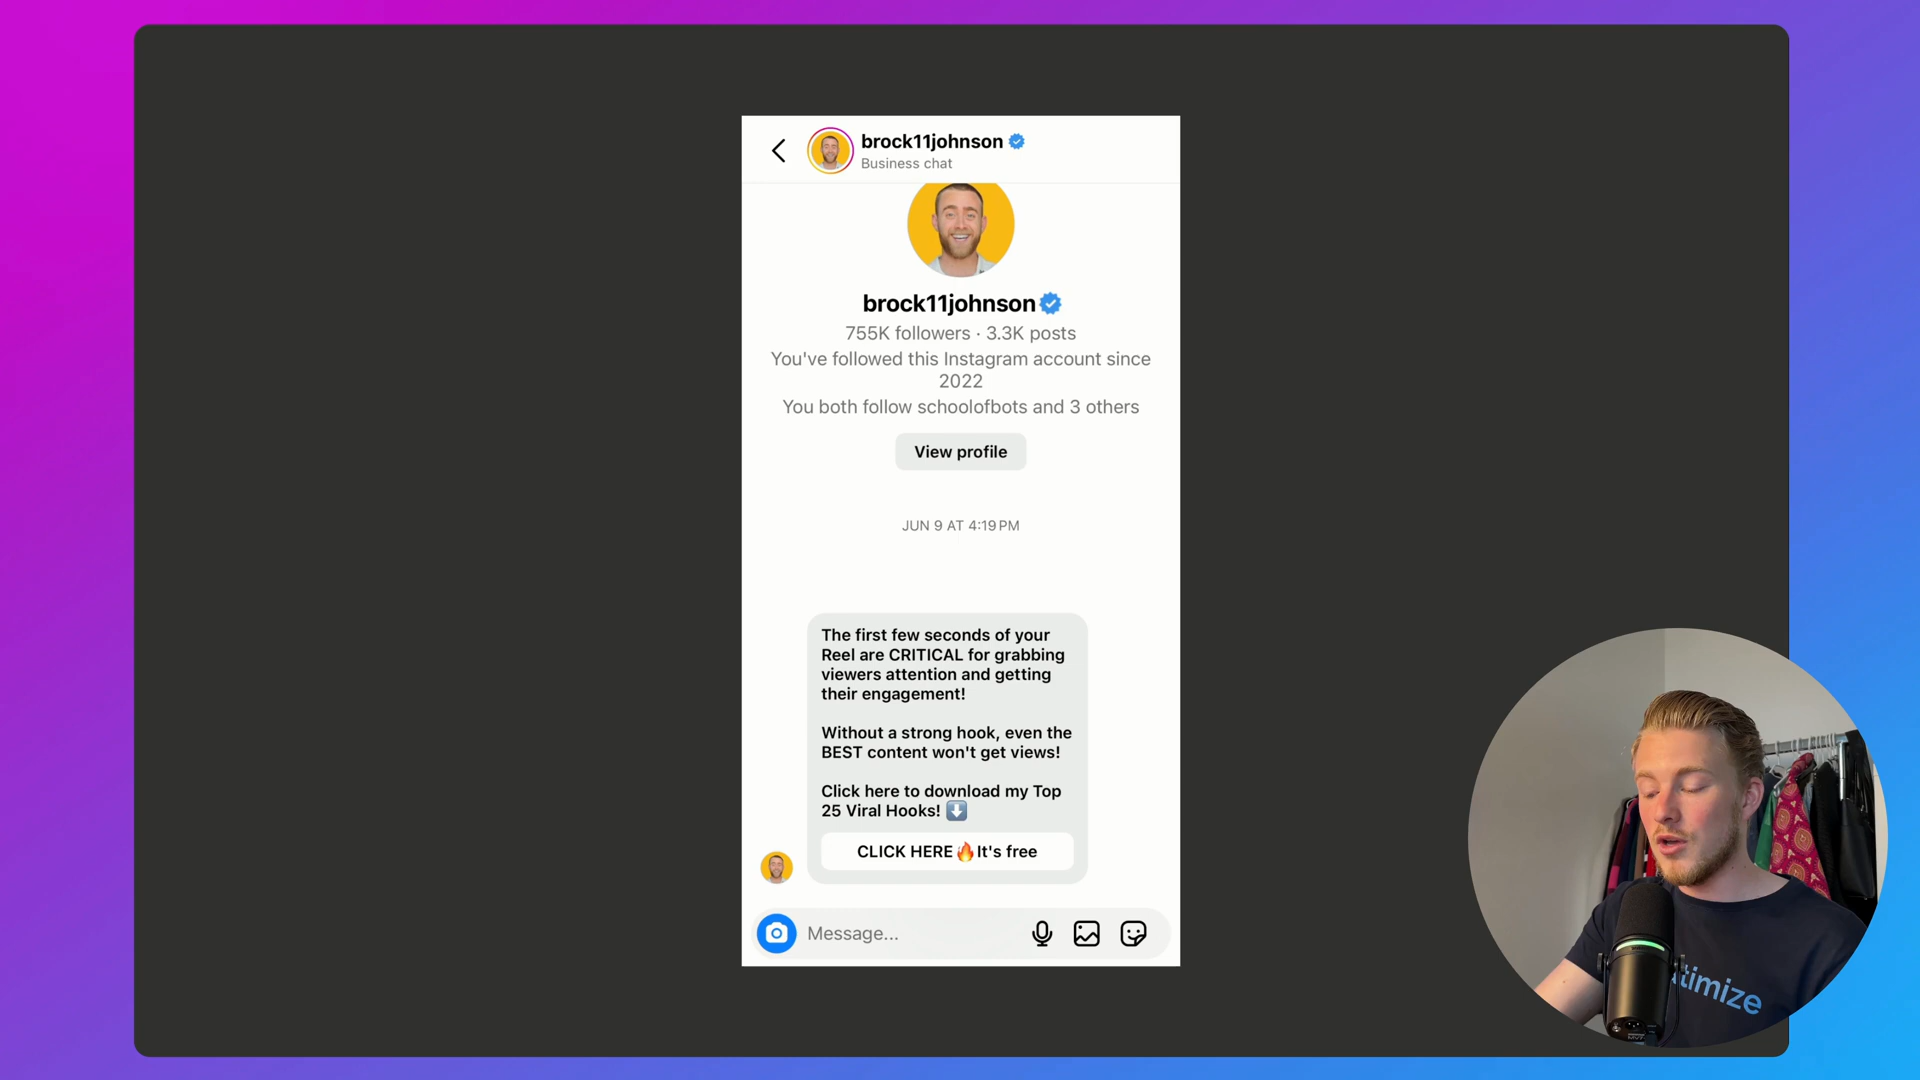 brock11johnson
Business chat
brock11johnson
755K followers · 3.3K posts
You've followed this Instagram account since
2022
You both follow schoolofbots and 3 others
View profile
JUN 9 AT 4:19 PM
The first few seconds of your
Reel are CRITICAL for grabbing
viewers attention and getting
their engagement!
Without a strong hook, even the
BEST content won't get views!
Click here to download my Top
25 Viral Hooks! ⬇️
CLICK HERE🔥It's free
Message...